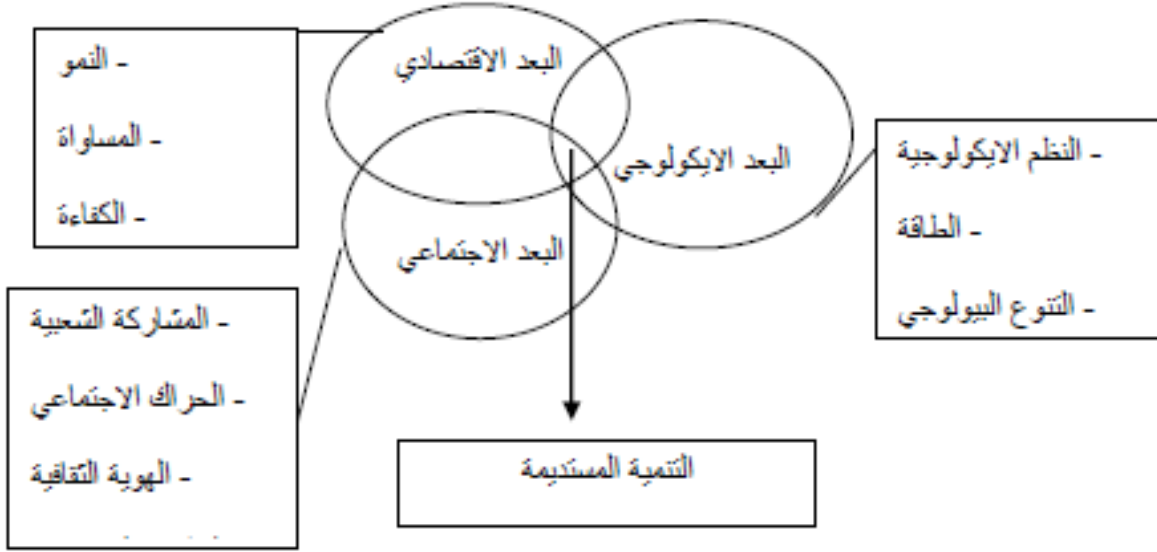 البعد الاقتصادي
البعد الايكولوجي
البعد الاجتماعي
- النمو
- المساواة
- الكفاءة
- النظم الايكولوجية
- الطاقة
- التنوع البيولوجي
- المشاركة الشعبية
- الحراك الاجتماعي
- الهوية الثقافية
التنمية المستديمة